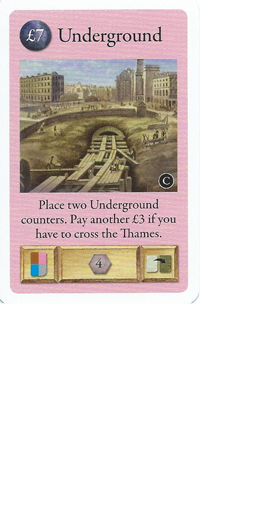 £7 Underground
C
Place two Underground
counters. Pay another £3 if you
have to cross the Thames.
4